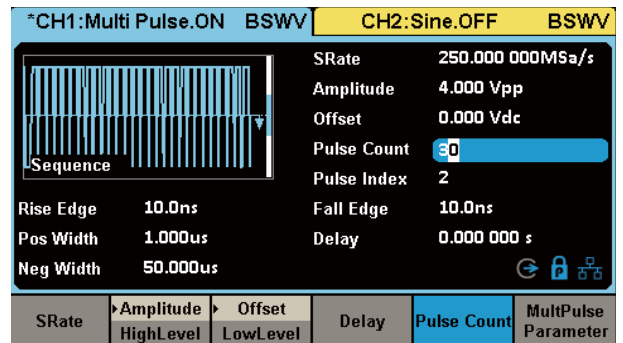 *CH1:Multi Pulse.ON BSWV CH2:Sine.OFF BSWV
SRate 250.000 000MSa/s
Amplitude 4.000 Vpp
Offset 0.000 Vdc
Pulse Count 30
Sequence
Pulse Index 2
Rise Edge 10.0ns Fall Edge 10.0ns
Pos Width 1.000us Delay 0.000 000 s
Neg Width 50.000us
P
SRate Amplitude Offset Delay Pulse Count MultPulse
HighLevel LowLevel Parameter